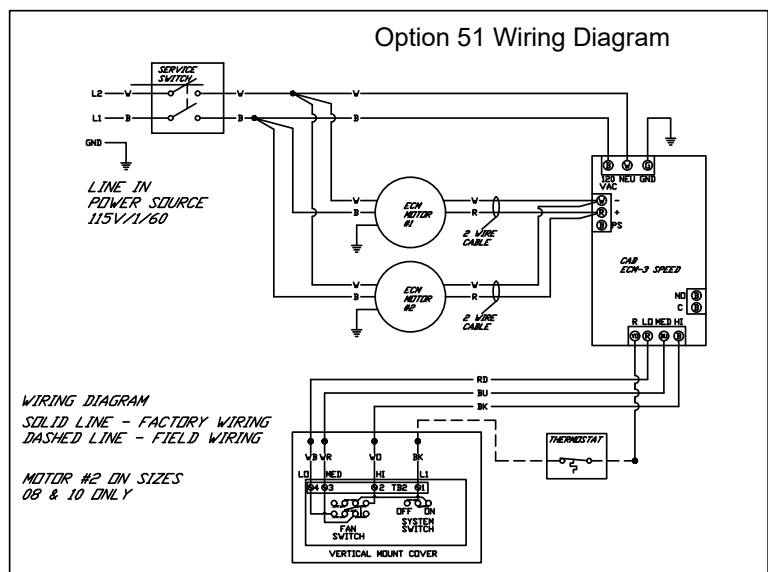 Option 51 Wiring Diagram
SERVICE
SWITCH
L2 W W W
L1 B B B
GND
LINE IN
POWER SOURCE
115V/1/60
B W G
120 NEU GND
VAC
W ECM MOTOR #1 W
B R
2 WIRE
CABLE
W -
R +
B PS
CAB
ECM-3 SPEED
W ECM MOTOR #2 W
B R
2 WIRE
CABLE
NO B
C B
R LO MED HI
R BU B
RD
BU
BK
WIRING DIAGRAM
SOLID LINE - FACTORY WIRING
DASHED LINE - FIELD WIRING
MOTOR #2 ON SIZES
08 & 10 ONLY
THERMOSTAT
WB WR WO BK
LO MED HI L1
4 3 2 TB2 1
OFF ON
FAN
SWITCH
SYSTEM
SWITCH
VERTICAL MOUNT COVER